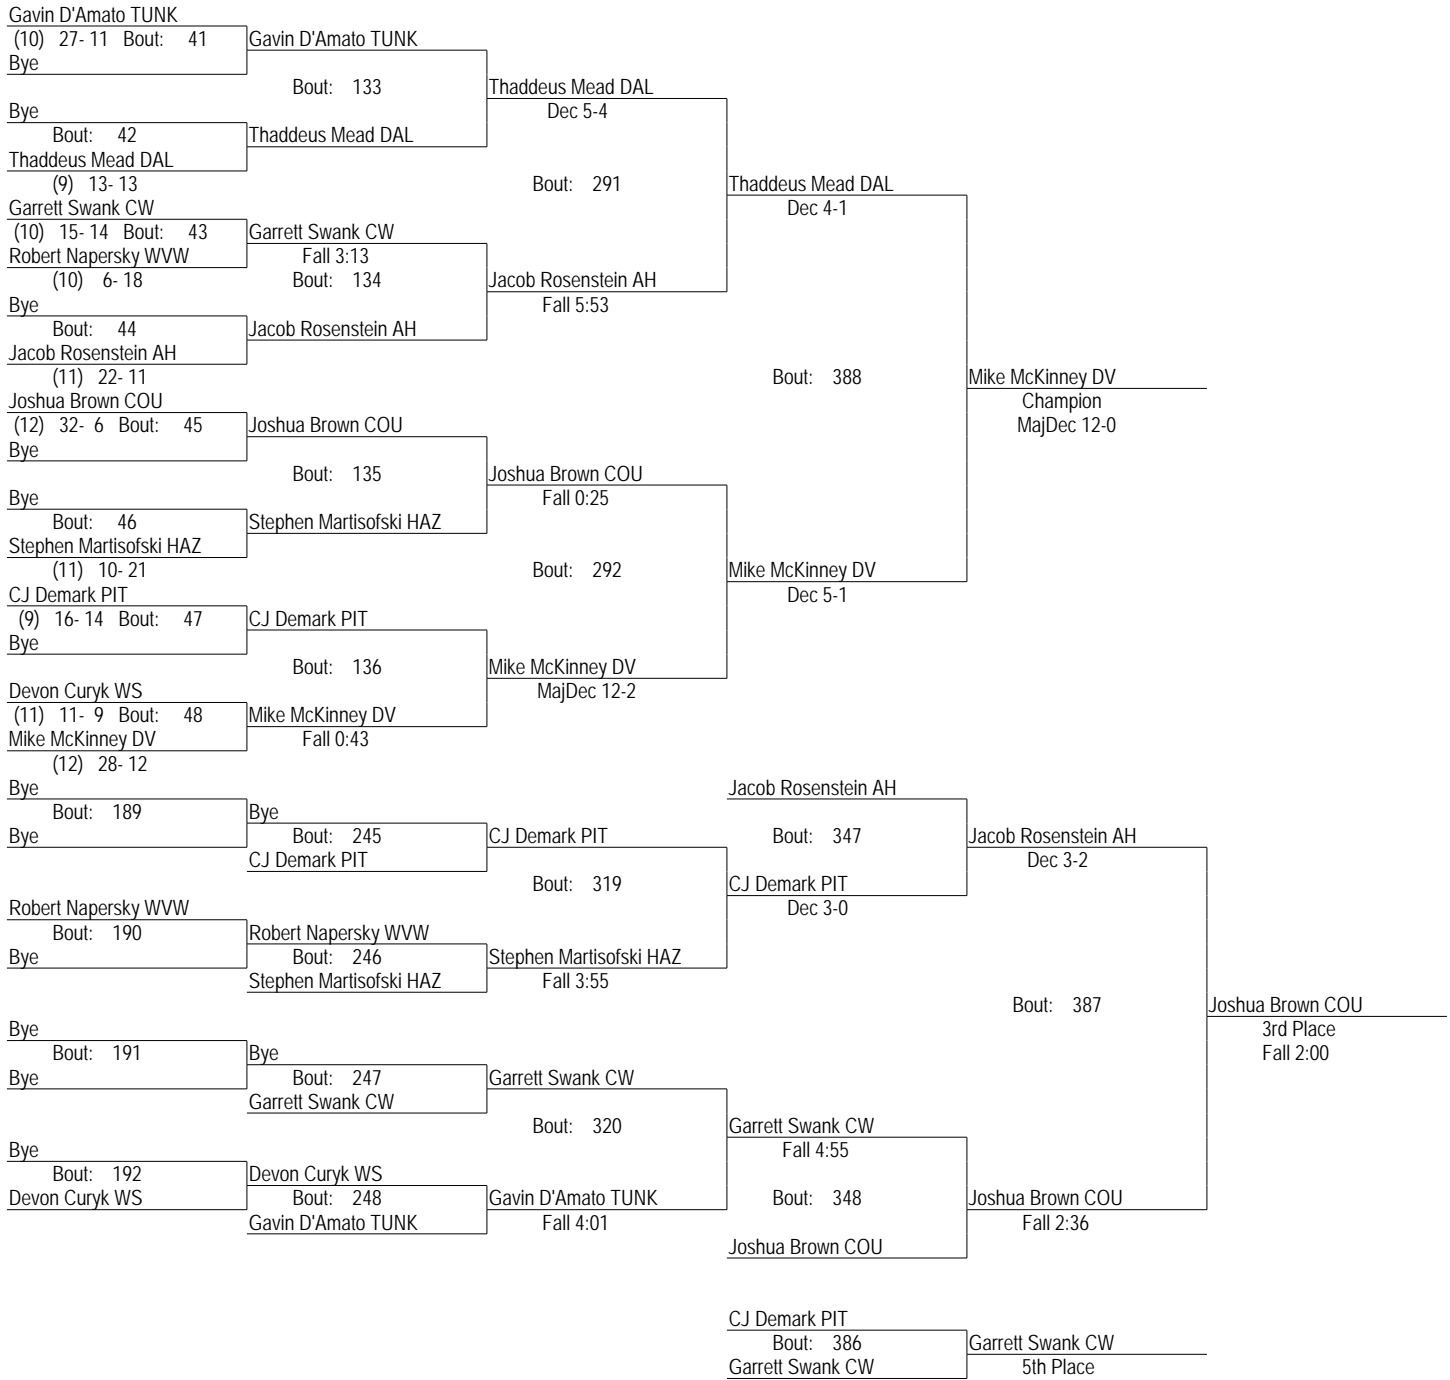 Gavin D'Amato TUNK
(10) 27- 11 Bout: 41 Gavin D'Amato TUNK
Bye
Bout: 133 Thaddeus Mead DAL
Bye Dec 5-4
Bout: 42 Thaddeus Mead DAL
Thaddeus Mead DAL
(9) 13- 13 Bout: 291 Thaddeus Mead DAL
Garrett Swank CW Dec 4-1
(10) 15- 14 Bout: 43 Garrett Swank CW
Robert Napersky WVW Fall 3:13
(10) 6- 18 Bout: 134 Jacob Rosenstein AH
Bye Fall 5:53
Bout: 44 Jacob Rosenstein AH
Jacob Rosenstein AH
(11) 22- 11 Bout: 388 Mike McKinney DV
Joshua Brown COU Champion
(12) 32- 6 Bout: 45 Joshua Brown COU MajDec 12-0
Bye
Bout: 135 Joshua Brown COU
Bye Fall 0:25
Bout: 46 Stephen Martisofski HAZ
Stephen Martisofski HAZ
(11) 10- 21 Bout: 292 Mike McKinney DV
CJ Demark PIT Dec 5-1
(9) 16- 14 Bout: 47 CJ Demark PIT
Bye
Bout: 136 Mike McKinney DV
Devon Curyk WS MajDec 12-2
(11) 11- 9 Bout: 48 Mike McKinney DV
Mike McKinney DV Fall 0:43
(12) 28- 12
Bye Jacob Rosenstein AH
Bout: 189 Bye
Bye Bout: 245 CJ Demark PIT Bout: 347 Jacob Rosenstein AH
CJ Demark PIT Dec 3-2
Bout: 319 CJ Demark PIT
Robert Napersky WVW Dec 3-0
Bout: 190 Robert Napersky WVW
Bye Bout: 246 Stephen Martisofski HAZ
Stephen Martisofski HAZ Fall 3:55
Bout: 387 Joshua Brown COU
Bye 3rd Place
Bout: 191 Bye Fall 2:00
Bye Bout: 247 Garrett Swank CW
Garrett Swank CW
Bout: 320 Garrett Swank CW
Bye Fall 4:55
Bout: 192 Devon Curyk WS
Devon Curyk WS Bout: 248 Gavin D'Amato TUNK Bout: 348 Joshua Brown COU
Gavin D'Amato TUNK Fall 4:01 Fall 2:36
Joshua Brown COU
CJ Demark PIT
Bout: 386 Garrett Swank CW
Garrett Swank CW 5th Place